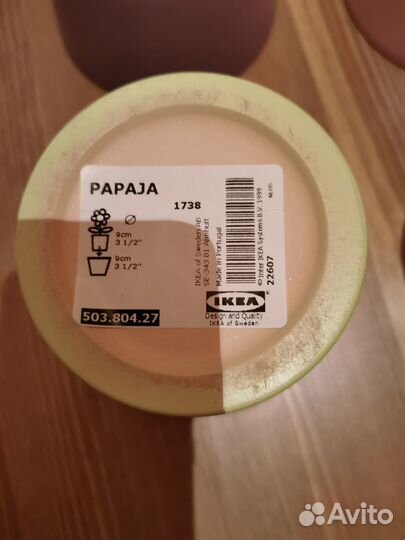 PAPAJA
1738
9cm
3 1/2"
9cm
3 1/2"
503.804.27
IKEA of Sweden AB
SE-343 81 Älmhult
Made in Portugal
© Inter IKEA Systems B.V. 1999
22607
IKEA
Design and Quality
IKEA of Sweden
Avito